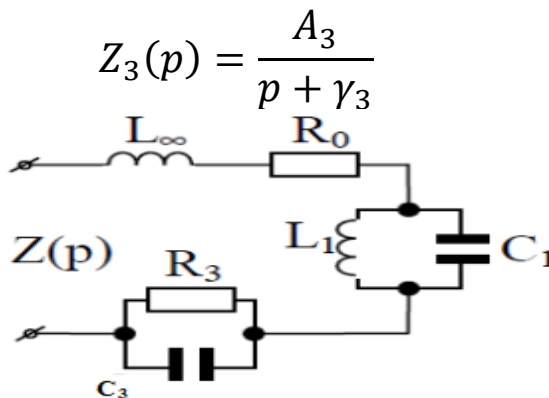 Z₃(p) = A₃ / (p + γ₃)
L∞
R₀
L₁
C₁
Z(p)
R₃
C₃